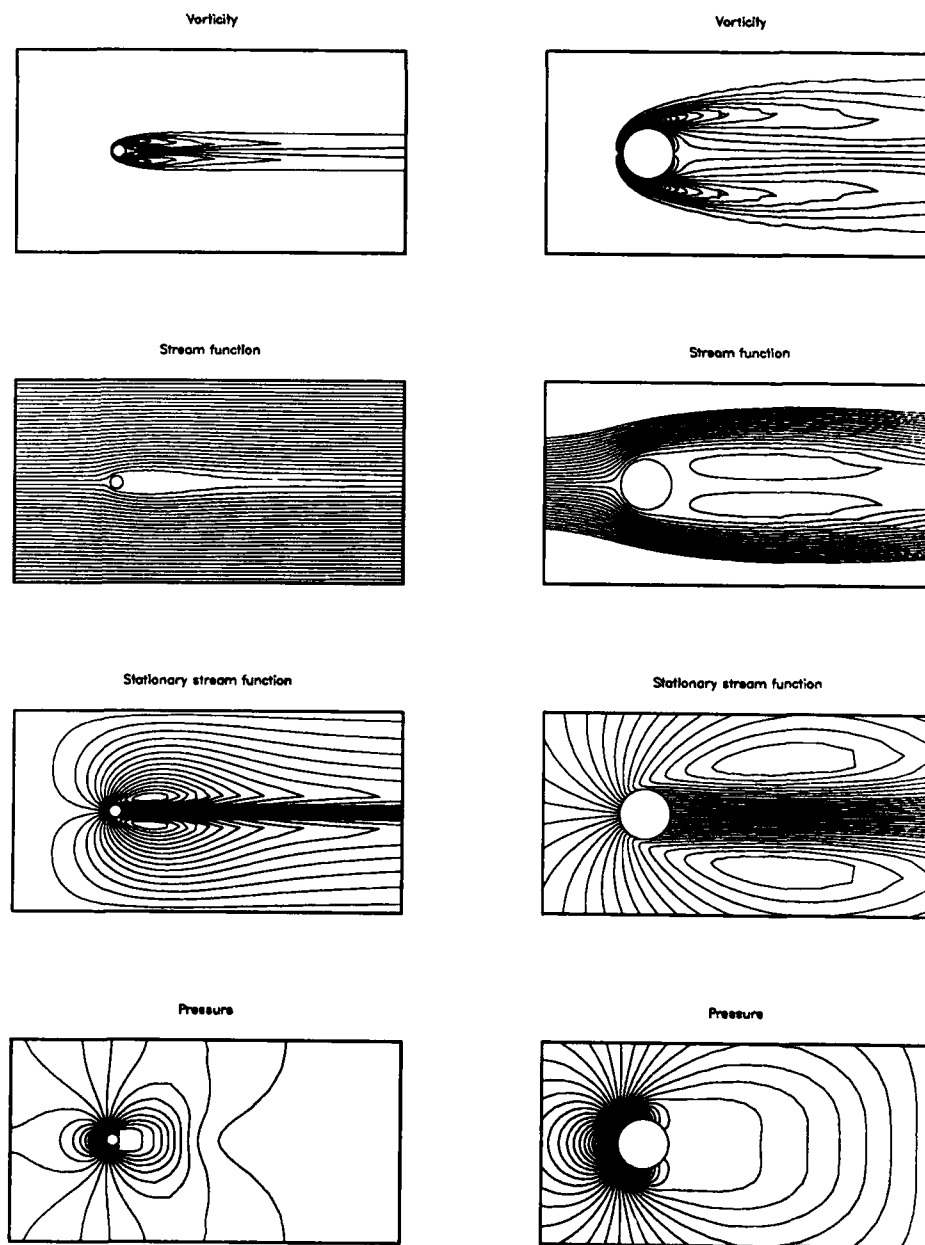 Vorticity
Vorticity
Stream function
Stream function
Stationary stream function
Stationary stream function
Pressure
Pressure